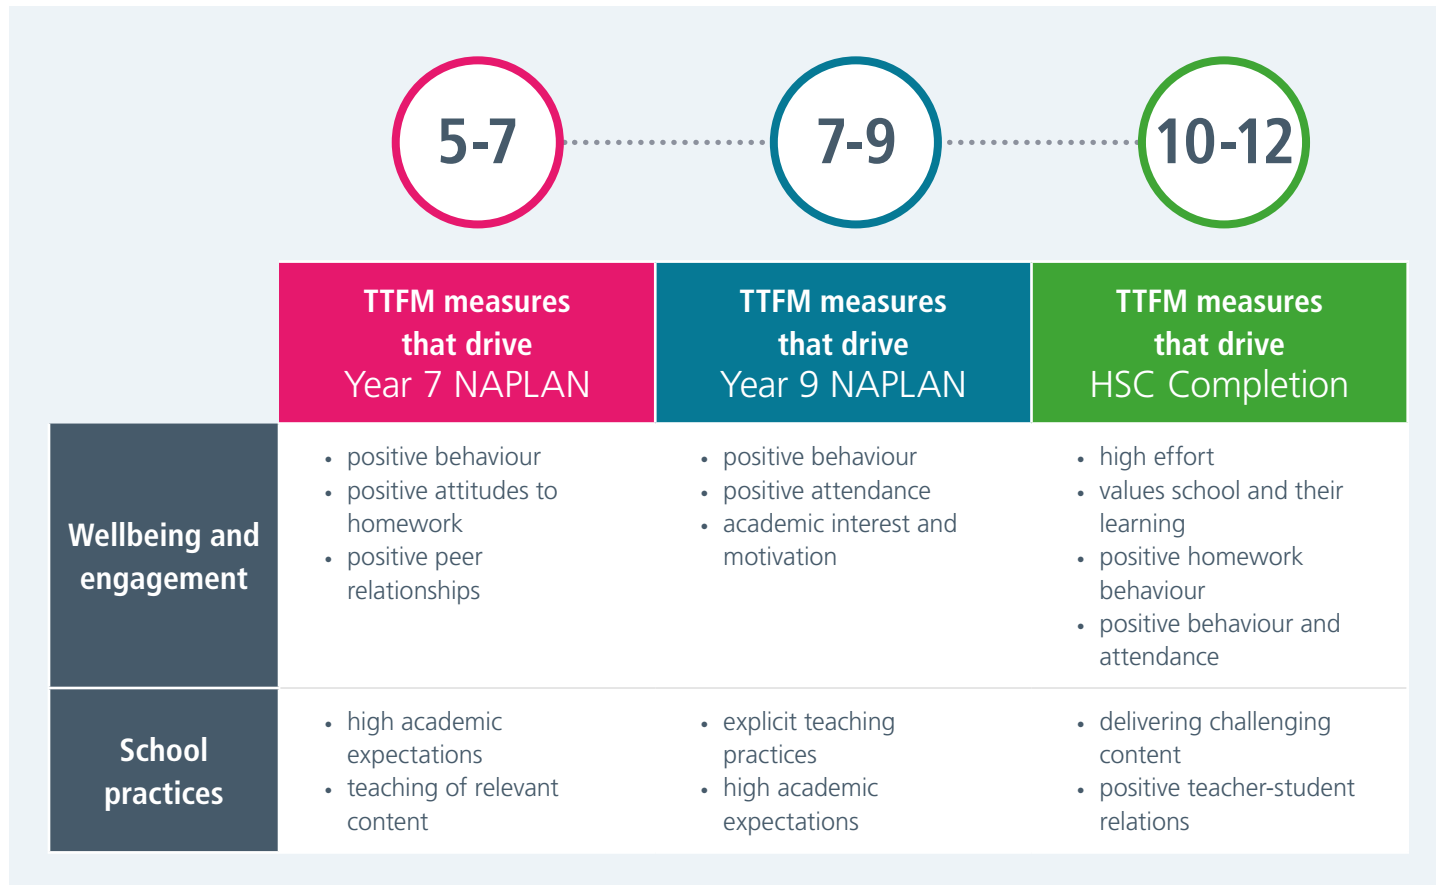 5-7
7-9
10-12
TTFM measures
that drive
Year 7 NAPLAN
TTFM measures
that drive
Year 9 NAPLAN
TTFM measures
that drive
HSC Completion
Wellbeing and
engagement
• positive behaviour
• positive attitudes to
homework
• positive peer
relationships
• positive behaviour
• positive attendance
• academic interest and
motivation
• high effort
• values school and their
learning
• positive homework
behaviour
• positive behaviour and
attendance
School
practices
• high academic
expectations
• teaching of relevant
content
• explicit teaching
practices
• high academic
expectations
• delivering challenging
content
• positive teacher-student
relations